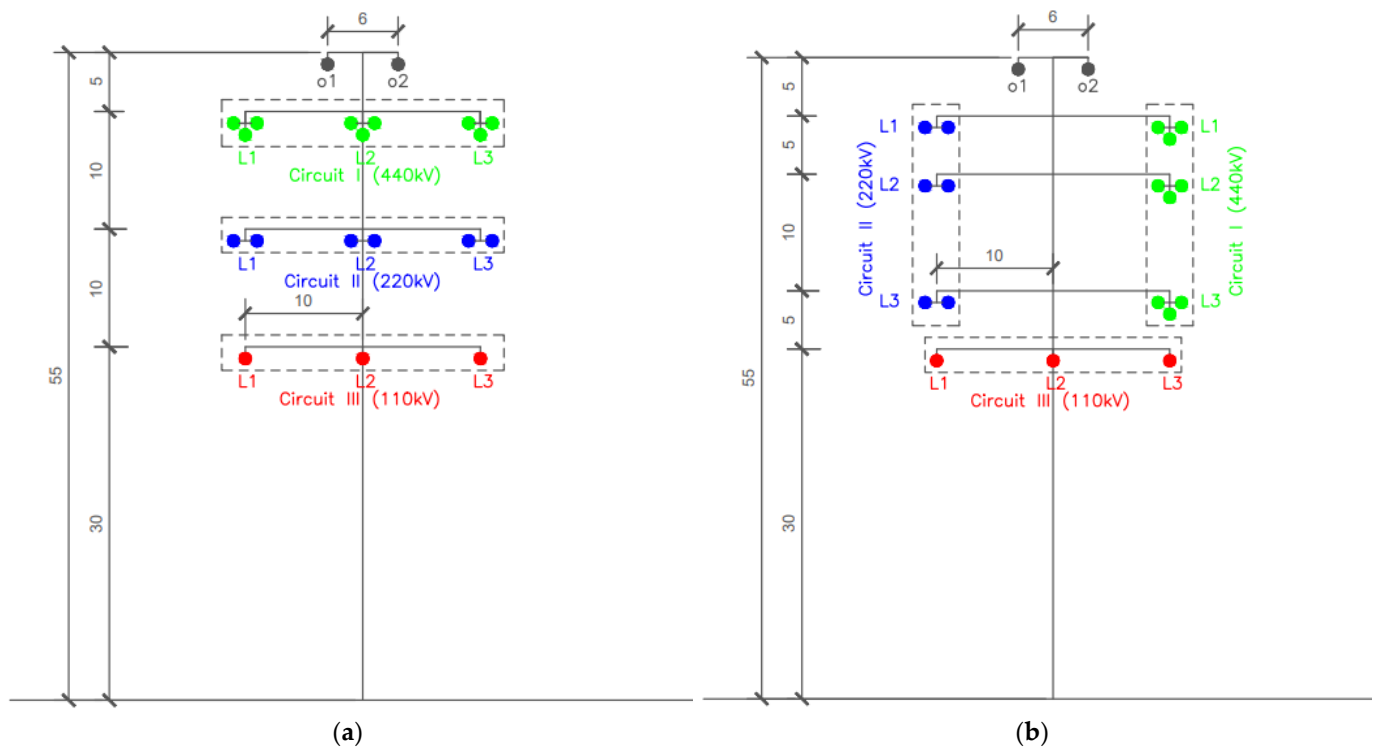 6
5
o1 o2
L1 L2 L3
Circuit I (440kV)
10
L1 L2 L3
Circuit II (220kV)
10
10
L1 L2 L3
Circuit III (110kV)
55
30
(a)
6
5
o1 o2
L1 L1
5
L2 L2
Circuit II (220kV)
Circuit I (440kV)
10
10
L3 L3
5
L1 L2 L3
Circuit III (110kV)
55
30
(b)